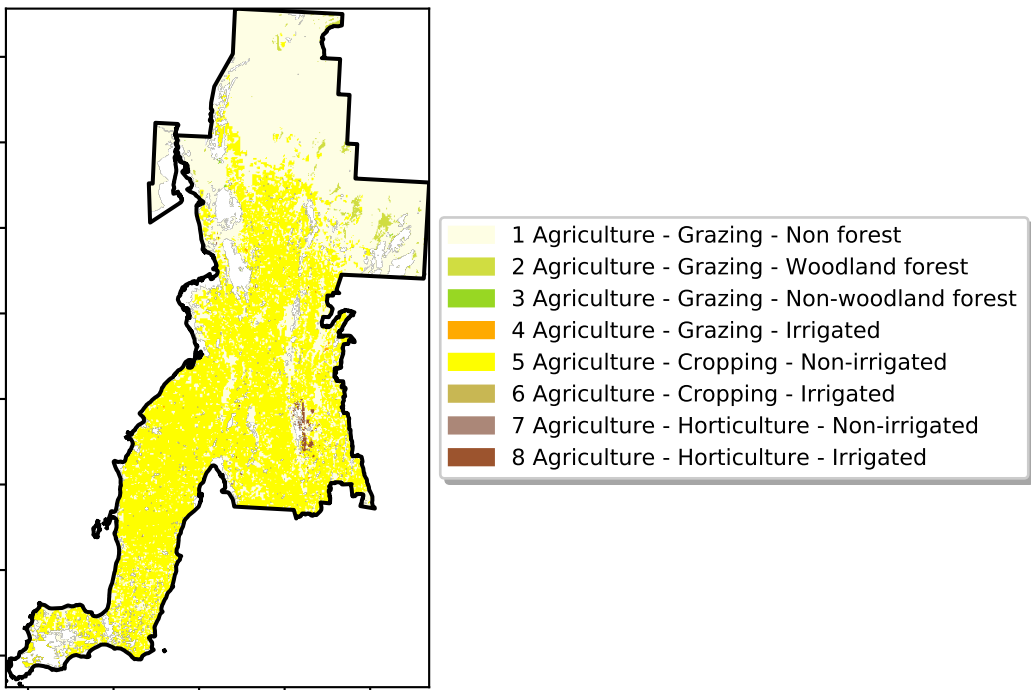 1 Agriculture - Grazing - Non forest
2 Agriculture - Grazing - Woodland forest
3 Agriculture - Grazing - Non-woodland forest
4 Agriculture - Grazing - Irrigated
5 Agriculture - Cropping - Non-irrigated
6 Agriculture - Cropping - Irrigated
7 Agriculture - Horticulture - Non-irrigated
8 Agriculture - Horticulture - Irrigated